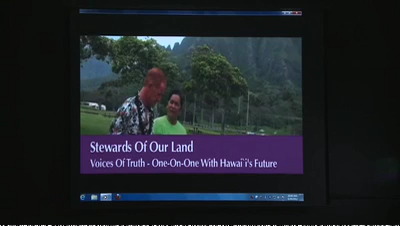 Stewards Of Our Land
Voices Of Truth - One-On-One With Hawai`i's Future